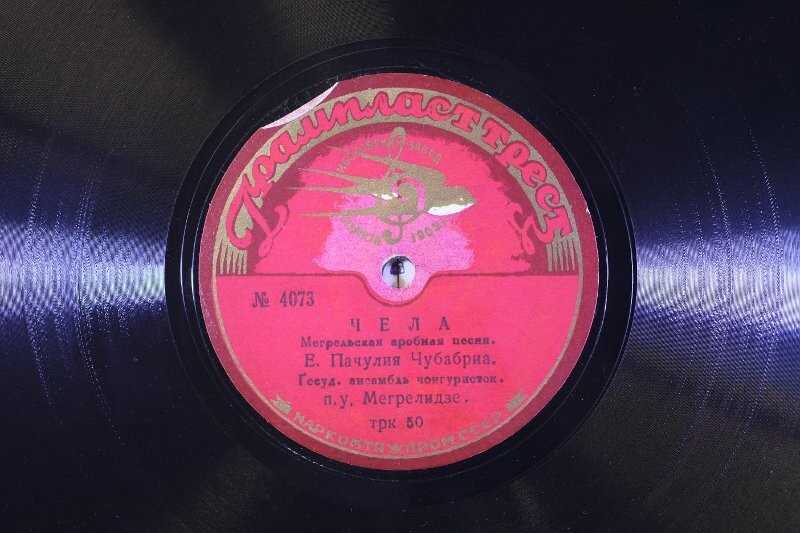 Грампласттрест
№ 4073
ЧЕЛА
Мегрельская аробная песня.
Е. Пачулия Чубабриа.
Госуд. ансамбль чонгуристок.
п. у. Мегрелидзе.
трк 50
НАРКОМТЯЖПРОМ СССР